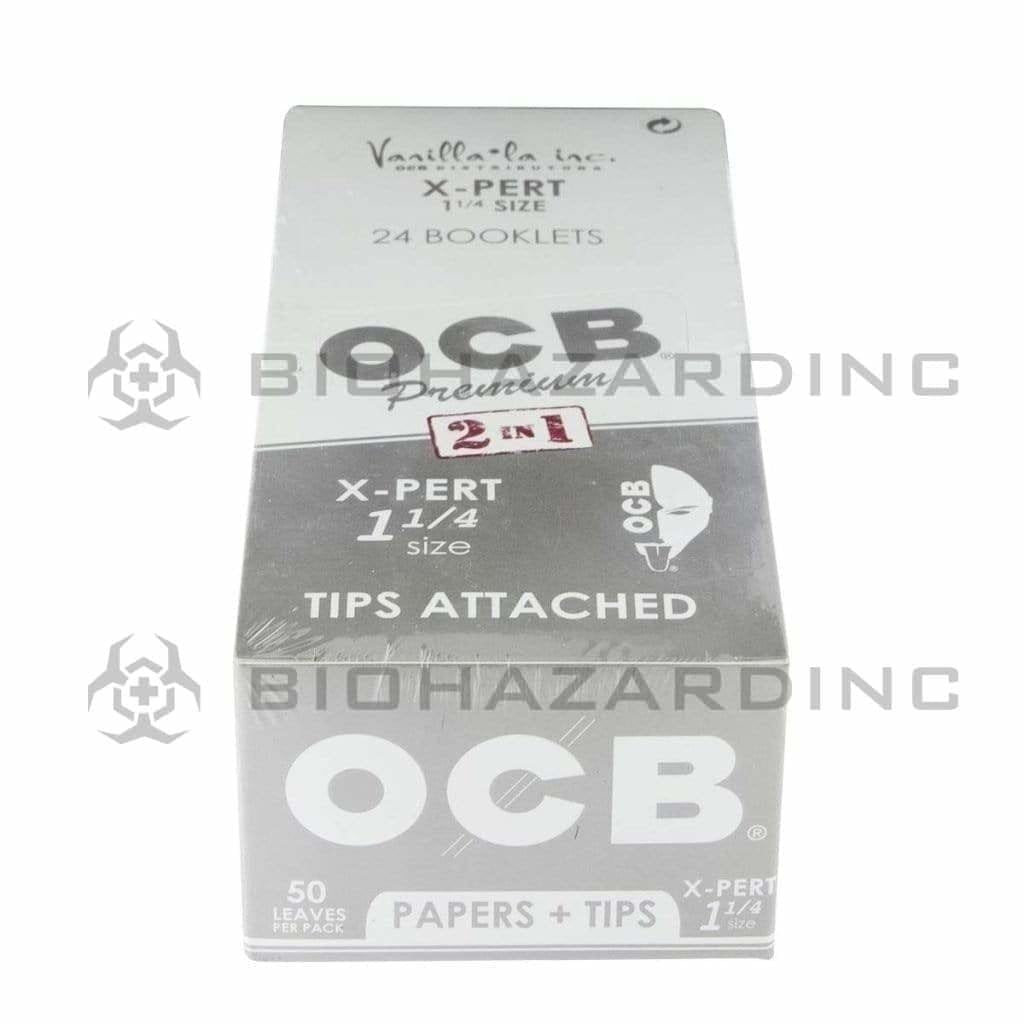 Vanilla•la inc.
OCB DISTRIBUTORS
X-PERT
1 1/4 SIZE
24 BOOKLETS
OCB®
BIOHAZARDINC
Premium
2 IN 1
X-PERT
1 1/4
size
OCB
®
TIPS ATTACHED
BIOHAZARDINC
OCB®
50
LEAVES
PER PACK
PAPERS + TIPS
X-PERT
1 1/4
size